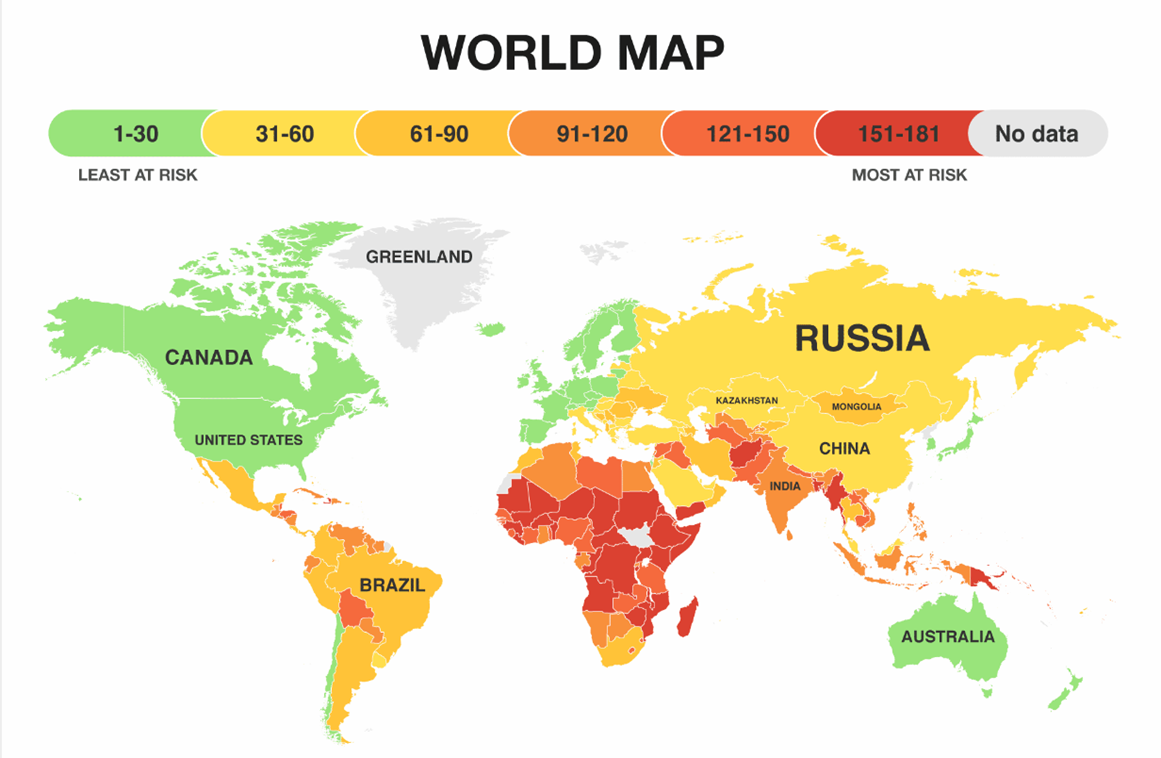 WORLD MAP
1-30
31-60
61-90
91-120
121-150
151-181
No data
LEAST AT RISK
MOST AT RISK
GREENLAND
RUSSIA
CANADA
KAZAKHSTAN
MONGOLIA
UNITED STATES
CHINA
INDIA
BRAZIL
AUSTRALIA